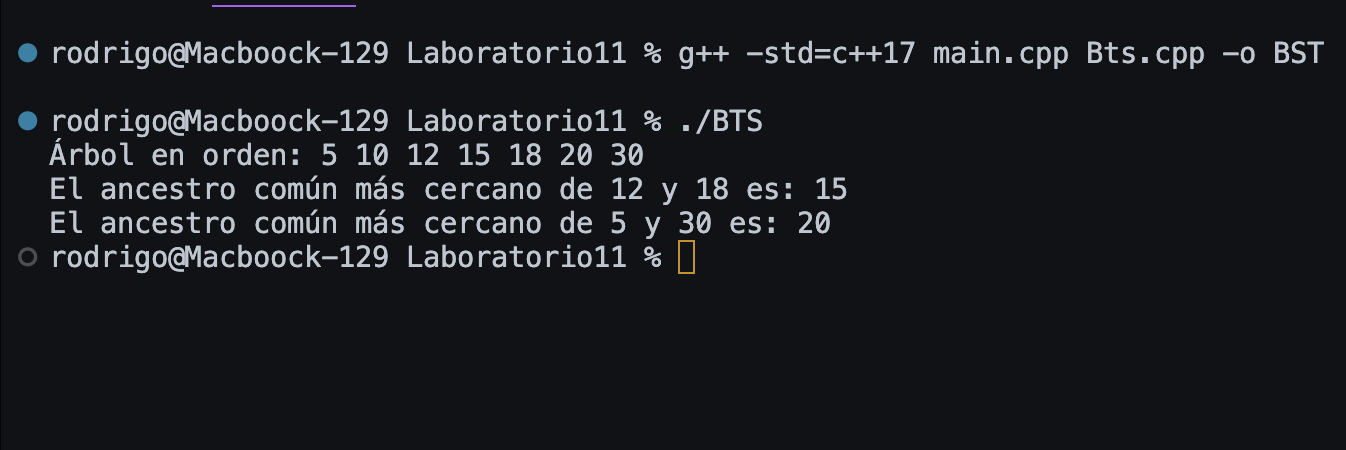 rodrigo@Macboock-129 Laboratorio11 % g++ -std=c++17 main.cpp Bts.cpp -o BST
rodrigo@Macboock-129 Laboratorio11 % ./BTS
Árbol en orden: 5 10 12 15 18 20 30
El ancestro común más cercano de 12 y 18 es: 15
El ancestro común más cercano de 5 y 30 es: 20
rodrigo@Macboock-129 Laboratorio11 %